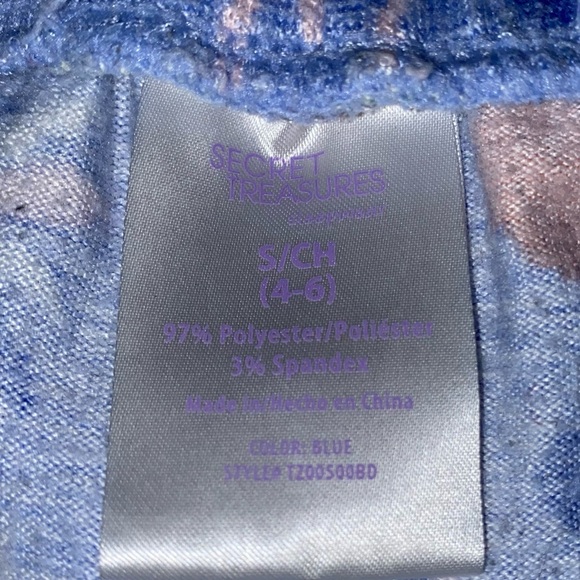 SECRET
TREASURES
sleepwear
S/CH
(4-6)
97% Polyester/Poliéster
3% Spandex
Made in/Hecho en China
COLOR: BLUE
STYLE# TZ00500BD